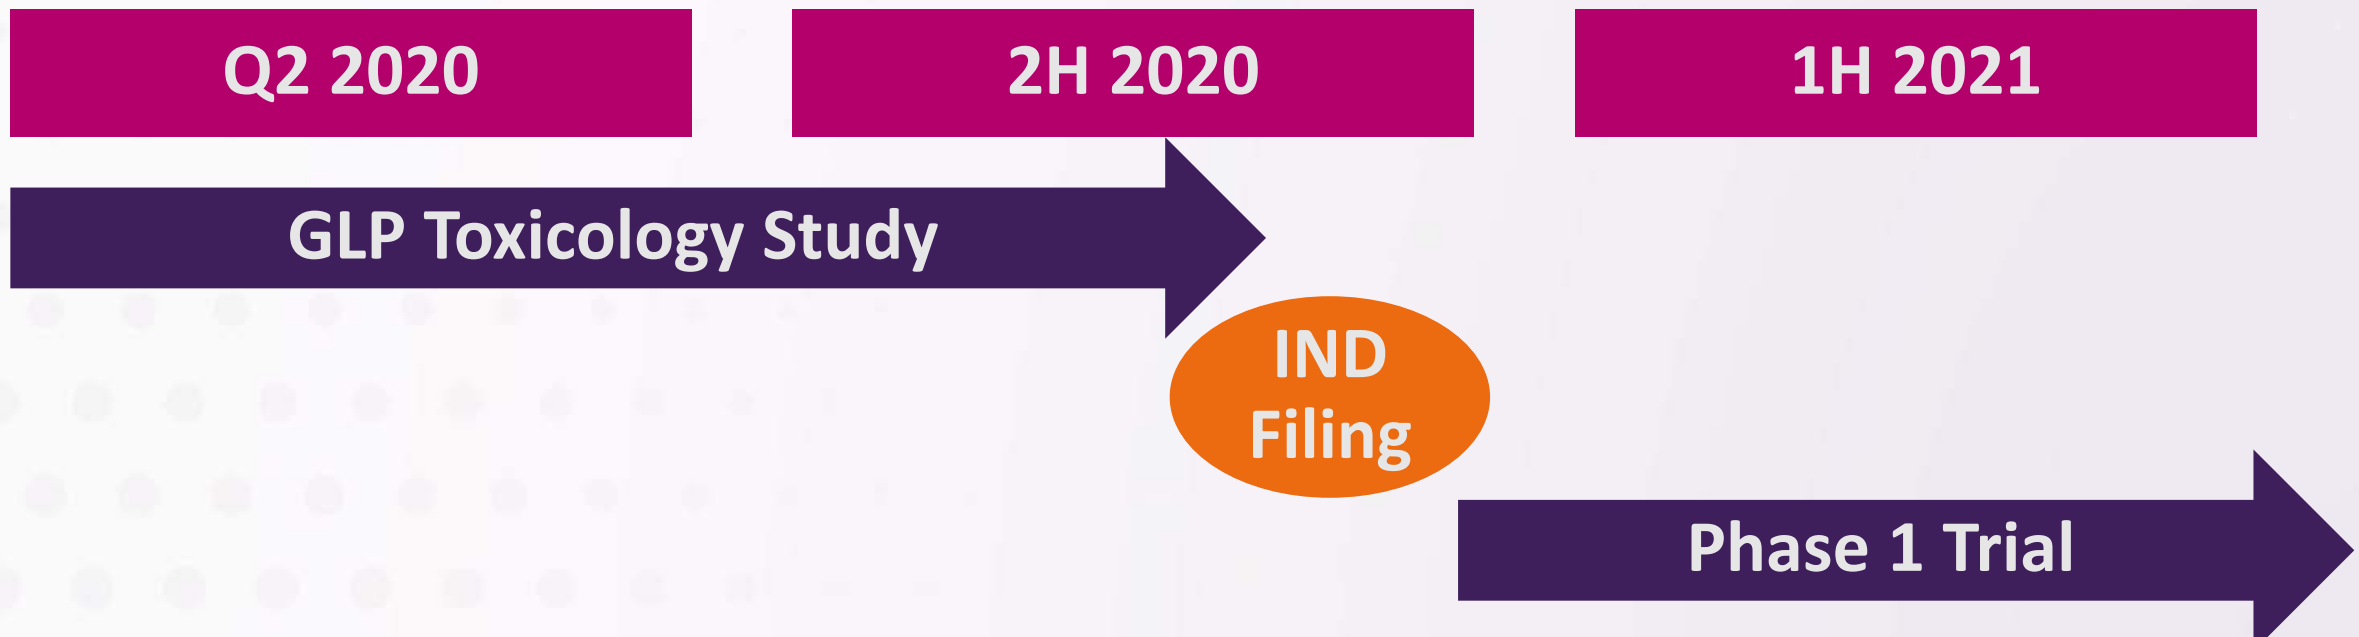 Q2 2020
2H 2020
1H 2021
GLP Toxicology Study
IND
Filing
Phase 1 Trial